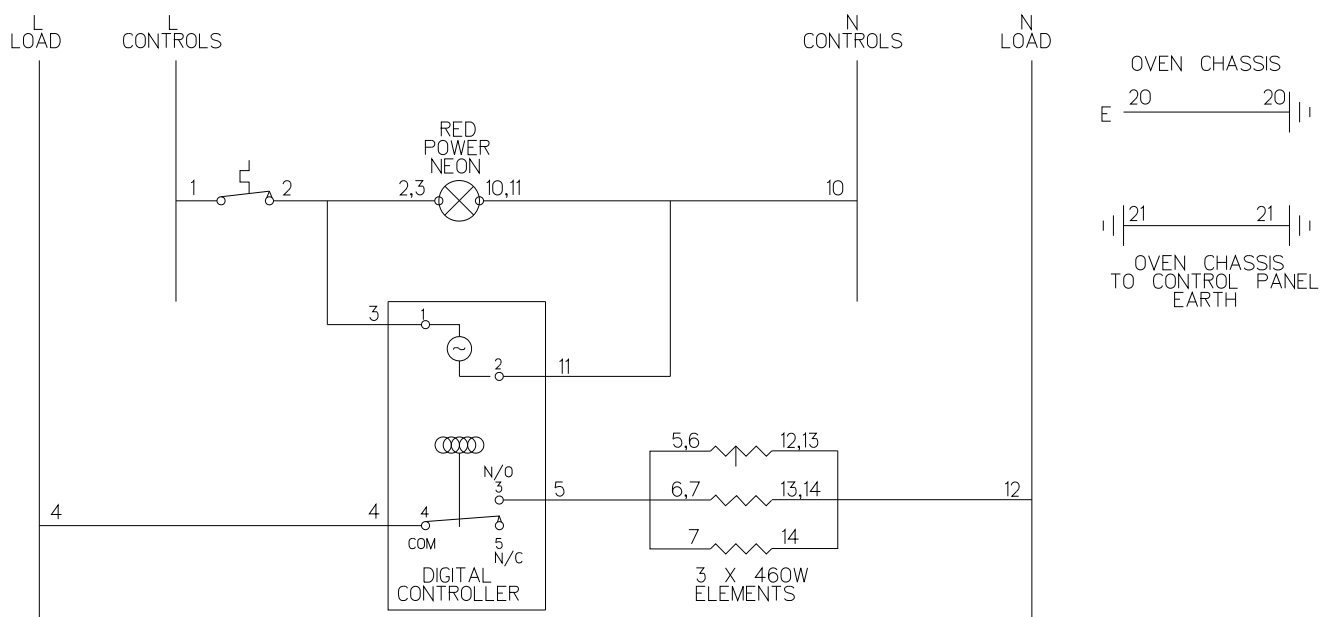 L
LOAD
L
CONTROLS
N
CONTROLS
N
LOAD
OVEN CHASSIS
E
20
20
RED
POWER
NEON
1
2
2,3
10,11
10
21
21
OVEN CHASSIS
TO CONTROL PANEL
EARTH
3
1
~
2
11
5,6
12,13
N/O
3
5
6,7
13,14
12
4
4
4
COM
5
N/C
7
14
DIGITAL
CONTROLLER
3 X 460W
ELEMENTS